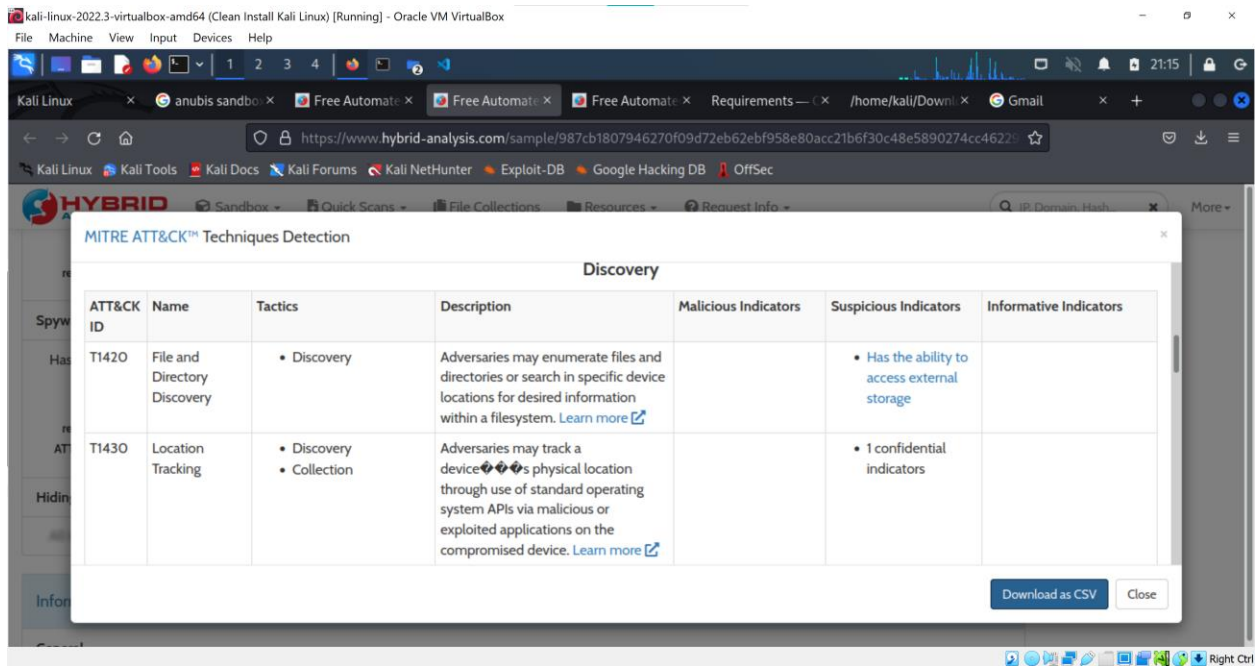 kali-linux-2022.3-virtualbox-amd64 (Clean Install Kali Linux) [Running] - Oracle VM VirtualBox
File Machine View Input Devices Help
1 2 3 4 2 21:15
Kali Linux anubis sandbox Free Automate Free Automate Free Automate Requirements — /home/kali/Downl Gmail
https://www.hybrid-analysis.com/sample/987cb1807946270f09d72eb62ebf958e80acc21b6f30c48e5890274cc46229
Kali Linux Kali Tools Kali Docs Kali Forums Kali NetHunter Exploit-DB Google Hacking DB OffSec
HYBRID Sandbox Quick Scans File Collections Resources Request Info IP, Domain, Hash... More
MITRE ATT&CK™ Techniques Detection
Discovery
ATT&CK ID Name Tactics Description Malicious Indicators Suspicious Indicators Informative Indicators
T1420 File and • Discovery Adversaries may enumerate files and • Has the ability to
Directory directories or search in specific device access external
Discovery locations for desired information storage
within a filesystem. Learn more
T1430 Location • Discovery Adversaries may track a • 1 confidential
Tracking • Collection device���s physical location indicators
through use of standard operating
system APIs via malicious or
exploited applications on the
compromised device. Learn more
Spyw
Has
AT
Hidin
Download as CSV Close
Infor
Right Ctrl